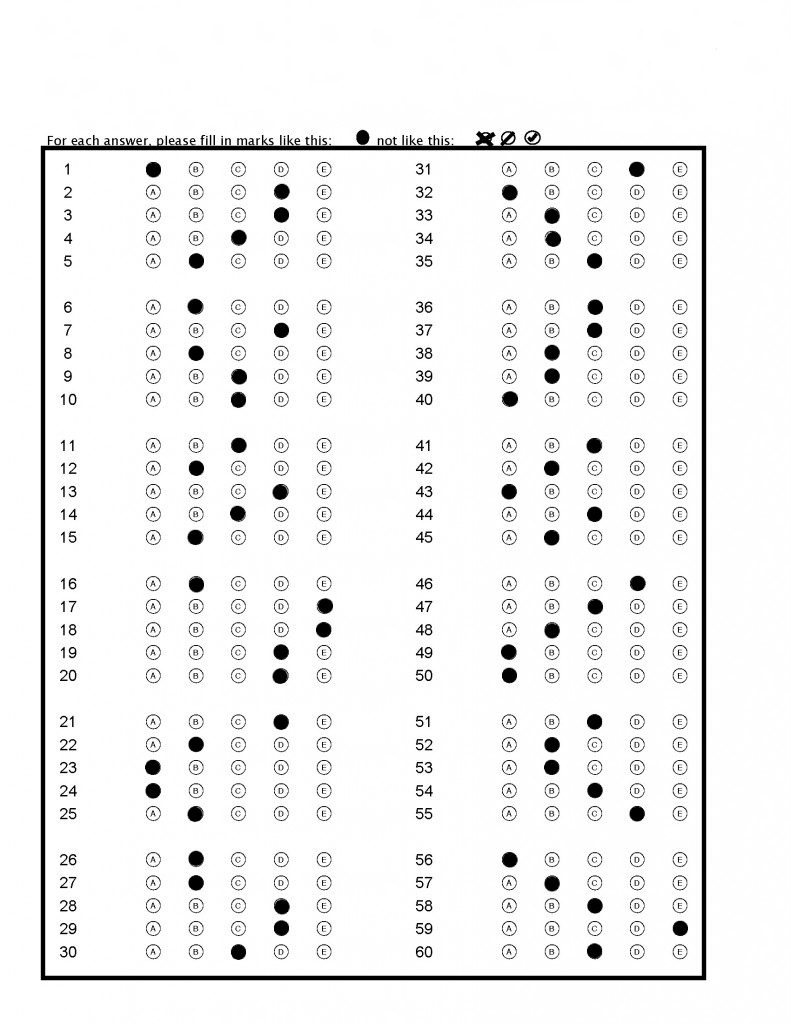 For each answer, please fill in marks like this: not like this:
1 B C D E 31 A B C E
2 A B C E 32 B C D E
3 A B C E 33 A C D E
4 A B D E 34 A C D E
5 A C D E 35 A B D E
6 A C D E 36 A B D E
7 A B C E 37 A B D E
8 A C D E 38 A C D E
9 A B D E 39 A C D E
10 A B D E 40 B C D E
11 A B D E 41 A B D E
12 A C D E 42 A C D E
13 A B C E 43 B C D E
14 A B D E 44 A B D E
15 A C D E 45 A C D E
16 A C D E 46 A B C E
17 A B C D 47 A B D E
18 A B C D 48 A C D E
19 A B C E 49 B C D E
20 A B C E 50 B C D E
21 A B C E 51 A B D E
22 A C D E 52 A C D E
23 B C D E 53 A C D E
24 B C D E 54 A B D E
25 A C D E 55 A B C E
26 A C D E 56 B C D E
27 A C D E 57 A C D E
28 A B C E 58 A B D E
29 A B C E 59 A B C D
30 A B D E 60 A B D E